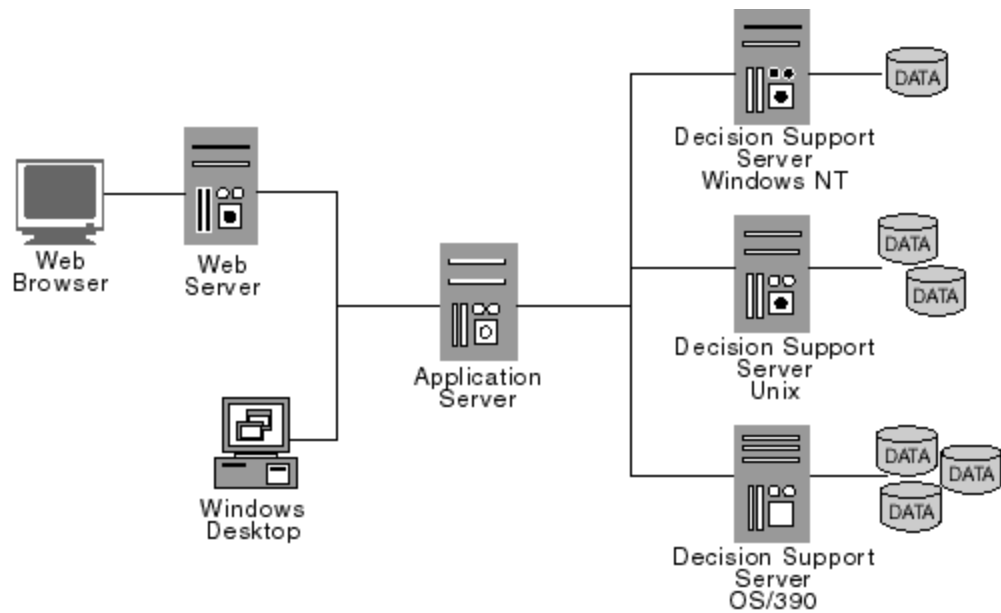 DATA
Decision Support
Server
Windows NT
Web
Browser
Web
Server
DATA
DATA
Application
Server
Decision Support
Server
Unix
Windows
Desktop
DATA
DATA
DATA
Decision Support
Server
OS/390